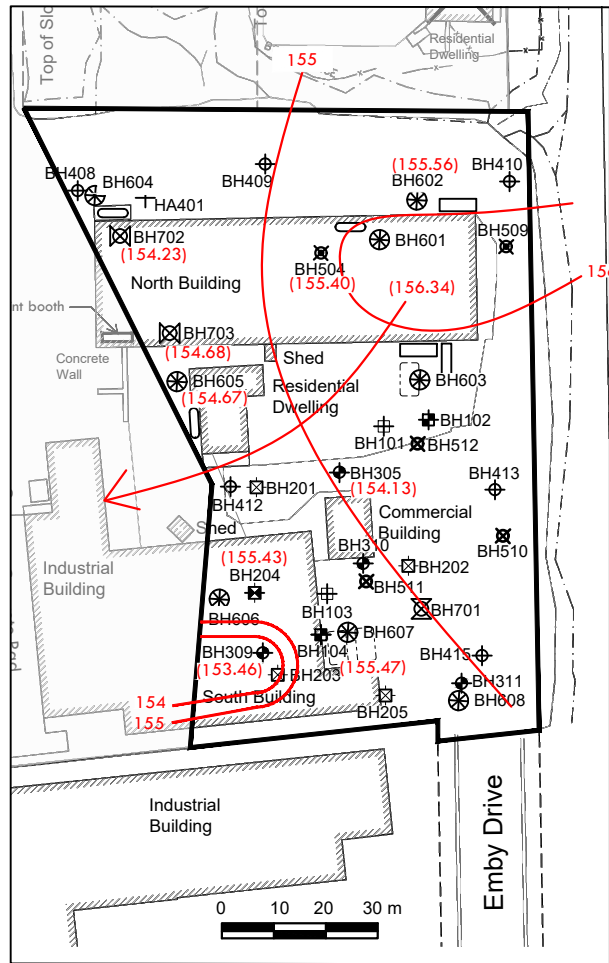 Top of Slo
To
Residential
Dwelling
155
(155.56)
BH408
BH604
BH409
BH602
BH410
HA401
BH702
(154.23)
BH601
BH509
BH504
(155.40)
North Building
(156.34)
15
nt booth
BH703
(154.68)
Shed
Concrete
Wall
BH605
(154.67)
Residential
Dwelling
BH603
BH102
BH101
BH512
BH305
(154.13)
BH412
BH201
BH413
Commercial
Building
Shed
BH510
(155.43)
BH310
Industrial
Building
BH204
BH202
BH511
BH606
BH103
BH701
BH607
BH104
BH309
(153.46)
BH203
(155.47)
BH415
South Building
154
155
BH311
BH608
BH205
Industrial
Building
Emby Drive
0 10 20 30 m